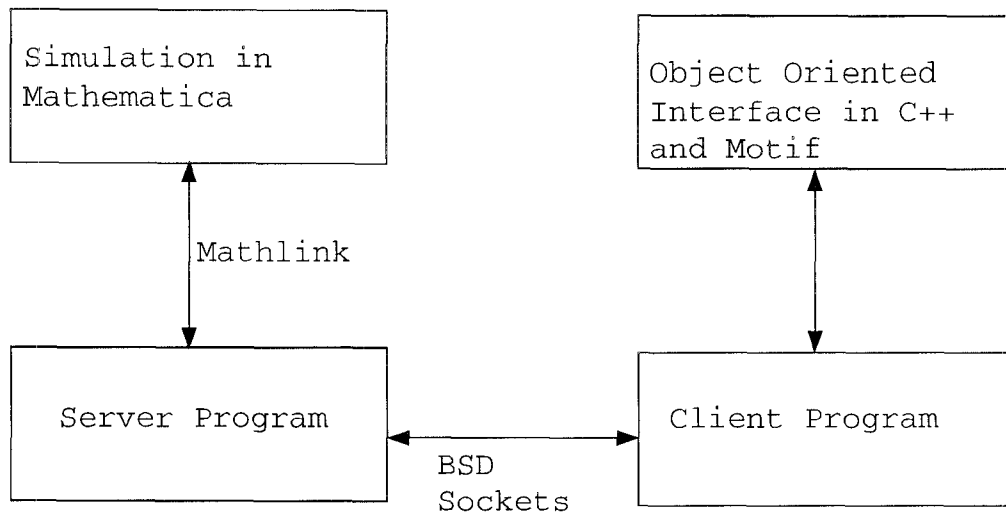 Simulation in
Mathematica
Object Oriented
Interface in C++
and Motif
Mathlink
Server Program
Client Program
BSD
Sockets